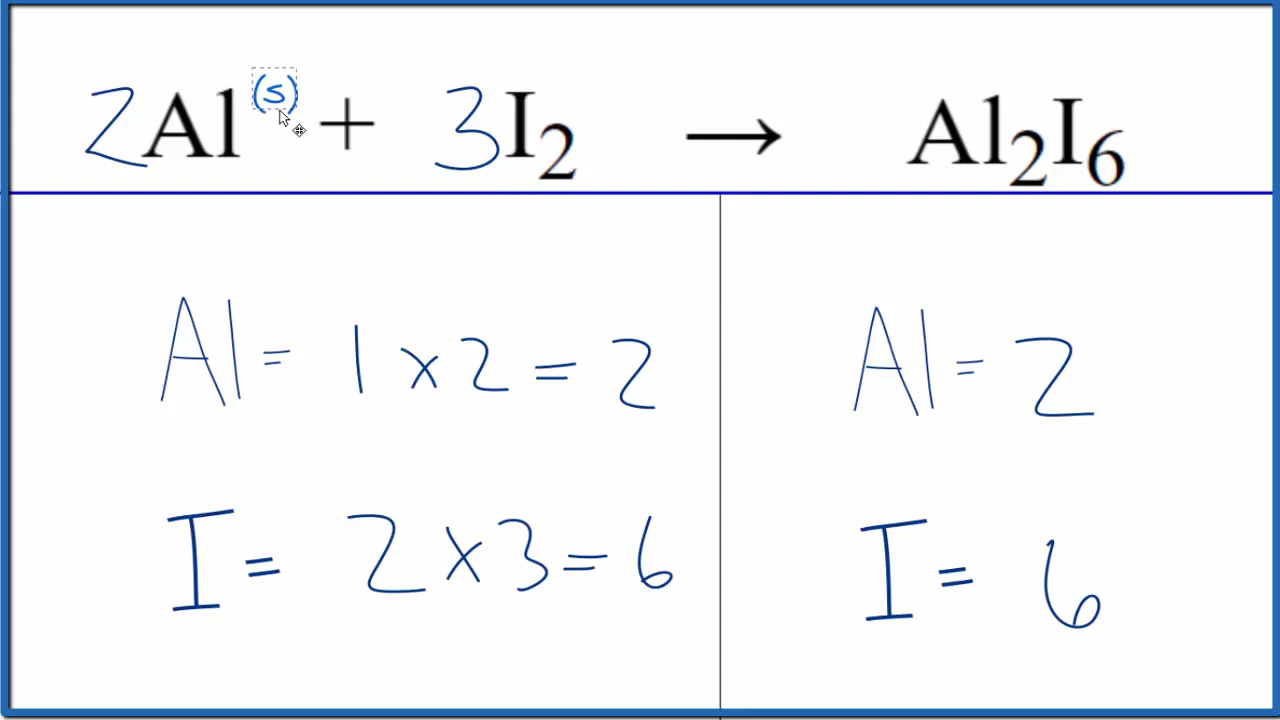 2Al (s) + 3I₂ → Al₂I₆
Al = 1 x 2 = 2
Al = 2
I = 2 x 3 = 6
I = 6